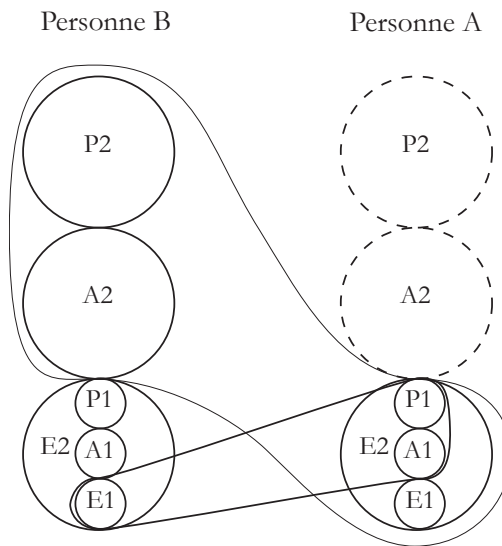 Personne B Personne A
P2 P2
A2 A2
P1 P1
E2 A1 E2 A1
E1 E1